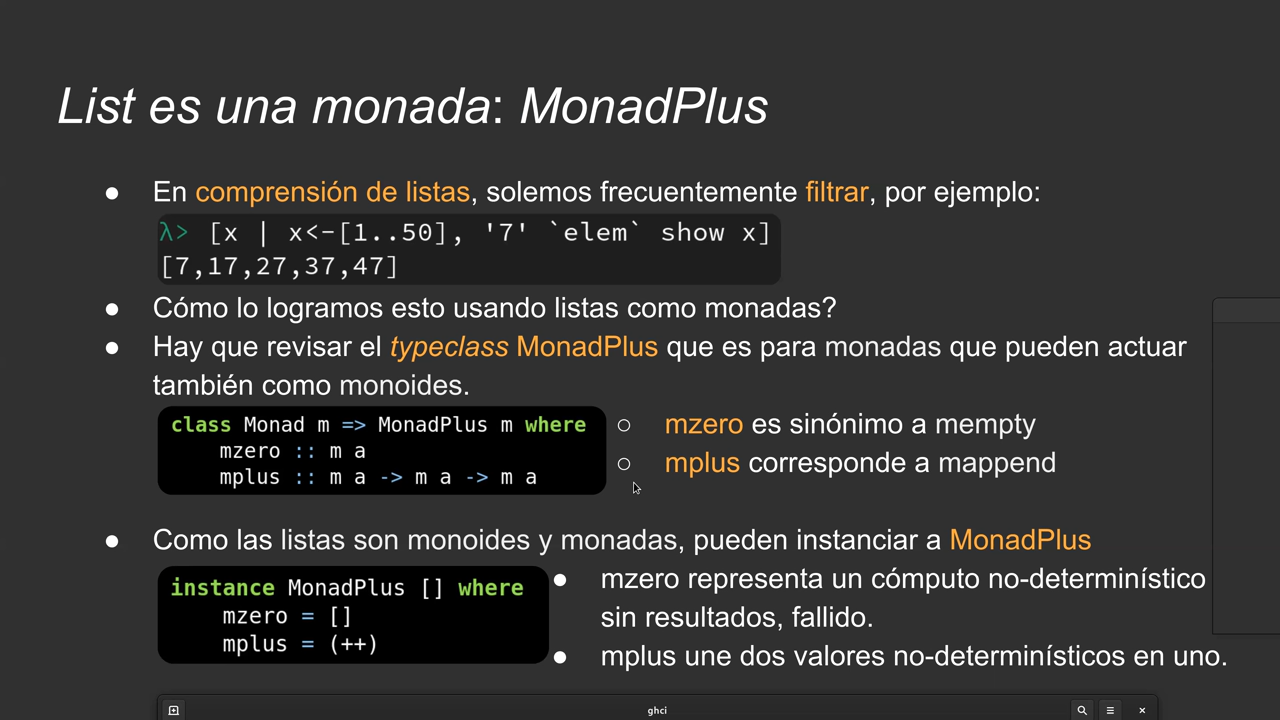 List es una monada: MonadPlus
● En comprensión de listas, solemos frecuentemente filtrar, por ejemplo:
λ> [x | x<-[1..50], '7' `elem` show x]
[7,17,27,37,47]
● Cómo lo logramos esto usando listas como monadas?
● Hay que revisar el typeclass MonadPlus que es para monadas que pueden actuar
también como monoides.
class Monad m => MonadPlus m where
mzero :: m a
mplus :: m a -> m a -> m a
○ mzero es sinónimo a mempty
○ mplus corresponde a mappend
● Como las listas son monoides y monadas, pueden instanciar a MonadPlus
instance MonadPlus [] where
mzero = []
mplus = (++)
● mzero representa un cómputo no-determinístico
sin resultados, fallido.
● mplus une dos valores no-determinísticos en uno.
ghci